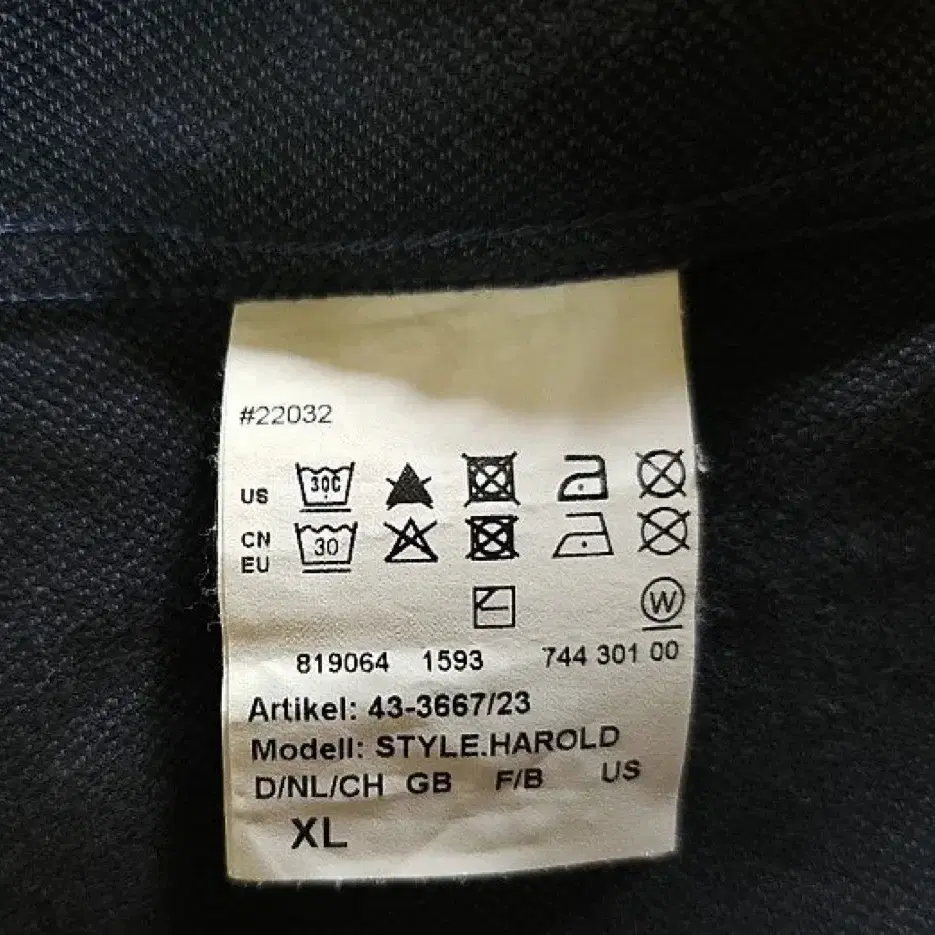 #22032
US 30C
CN 30
EU
W
819064 1593 744 301 00
Artikel: 43-3667/23
Modell: STYLE.HAROLD
D/NL/CH GB F/B US
XL